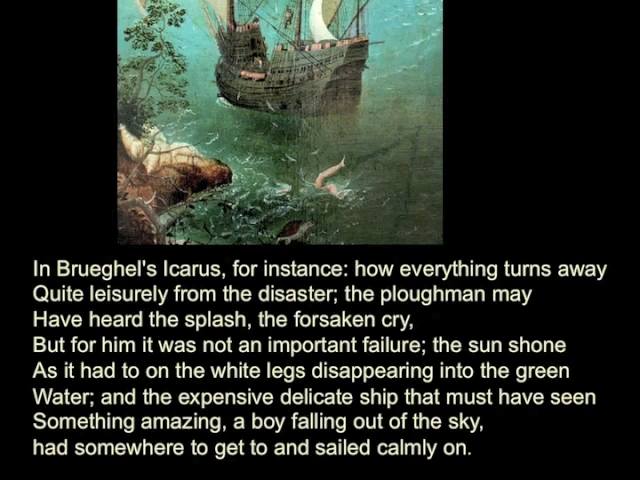 In Brueghel's Icarus, for instance: how everything turns away
Quite leisurely from the disaster; the ploughman may
Have heard the splash, the forsaken cry,
But for him it was not an important failure; the sun shone
As it had to on the white legs disappearing into the green
Water; and the expensive delicate ship that must have seen
Something amazing, a boy falling out of the sky,
had somewhere to get to and sailed calmly on.